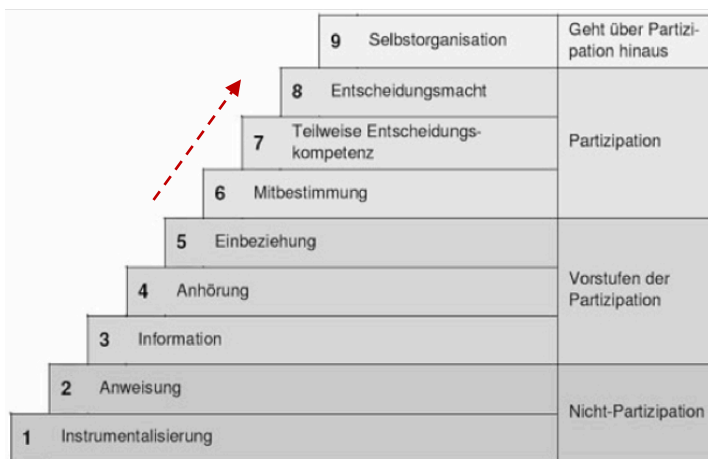 9 Selbstorganisation
Geht über Partizi-
pation hinaus
8 Entscheidungsmacht
7 Teilweise Entscheidungs-
kompetenz
Partizipation
6 Mitbestimmung
5 Einbeziehung
4 Anhörung
Vorstufen der
Partizipation
3 Information
2 Anweisung
Nicht-Partizipation
1 Instrumentalisierung